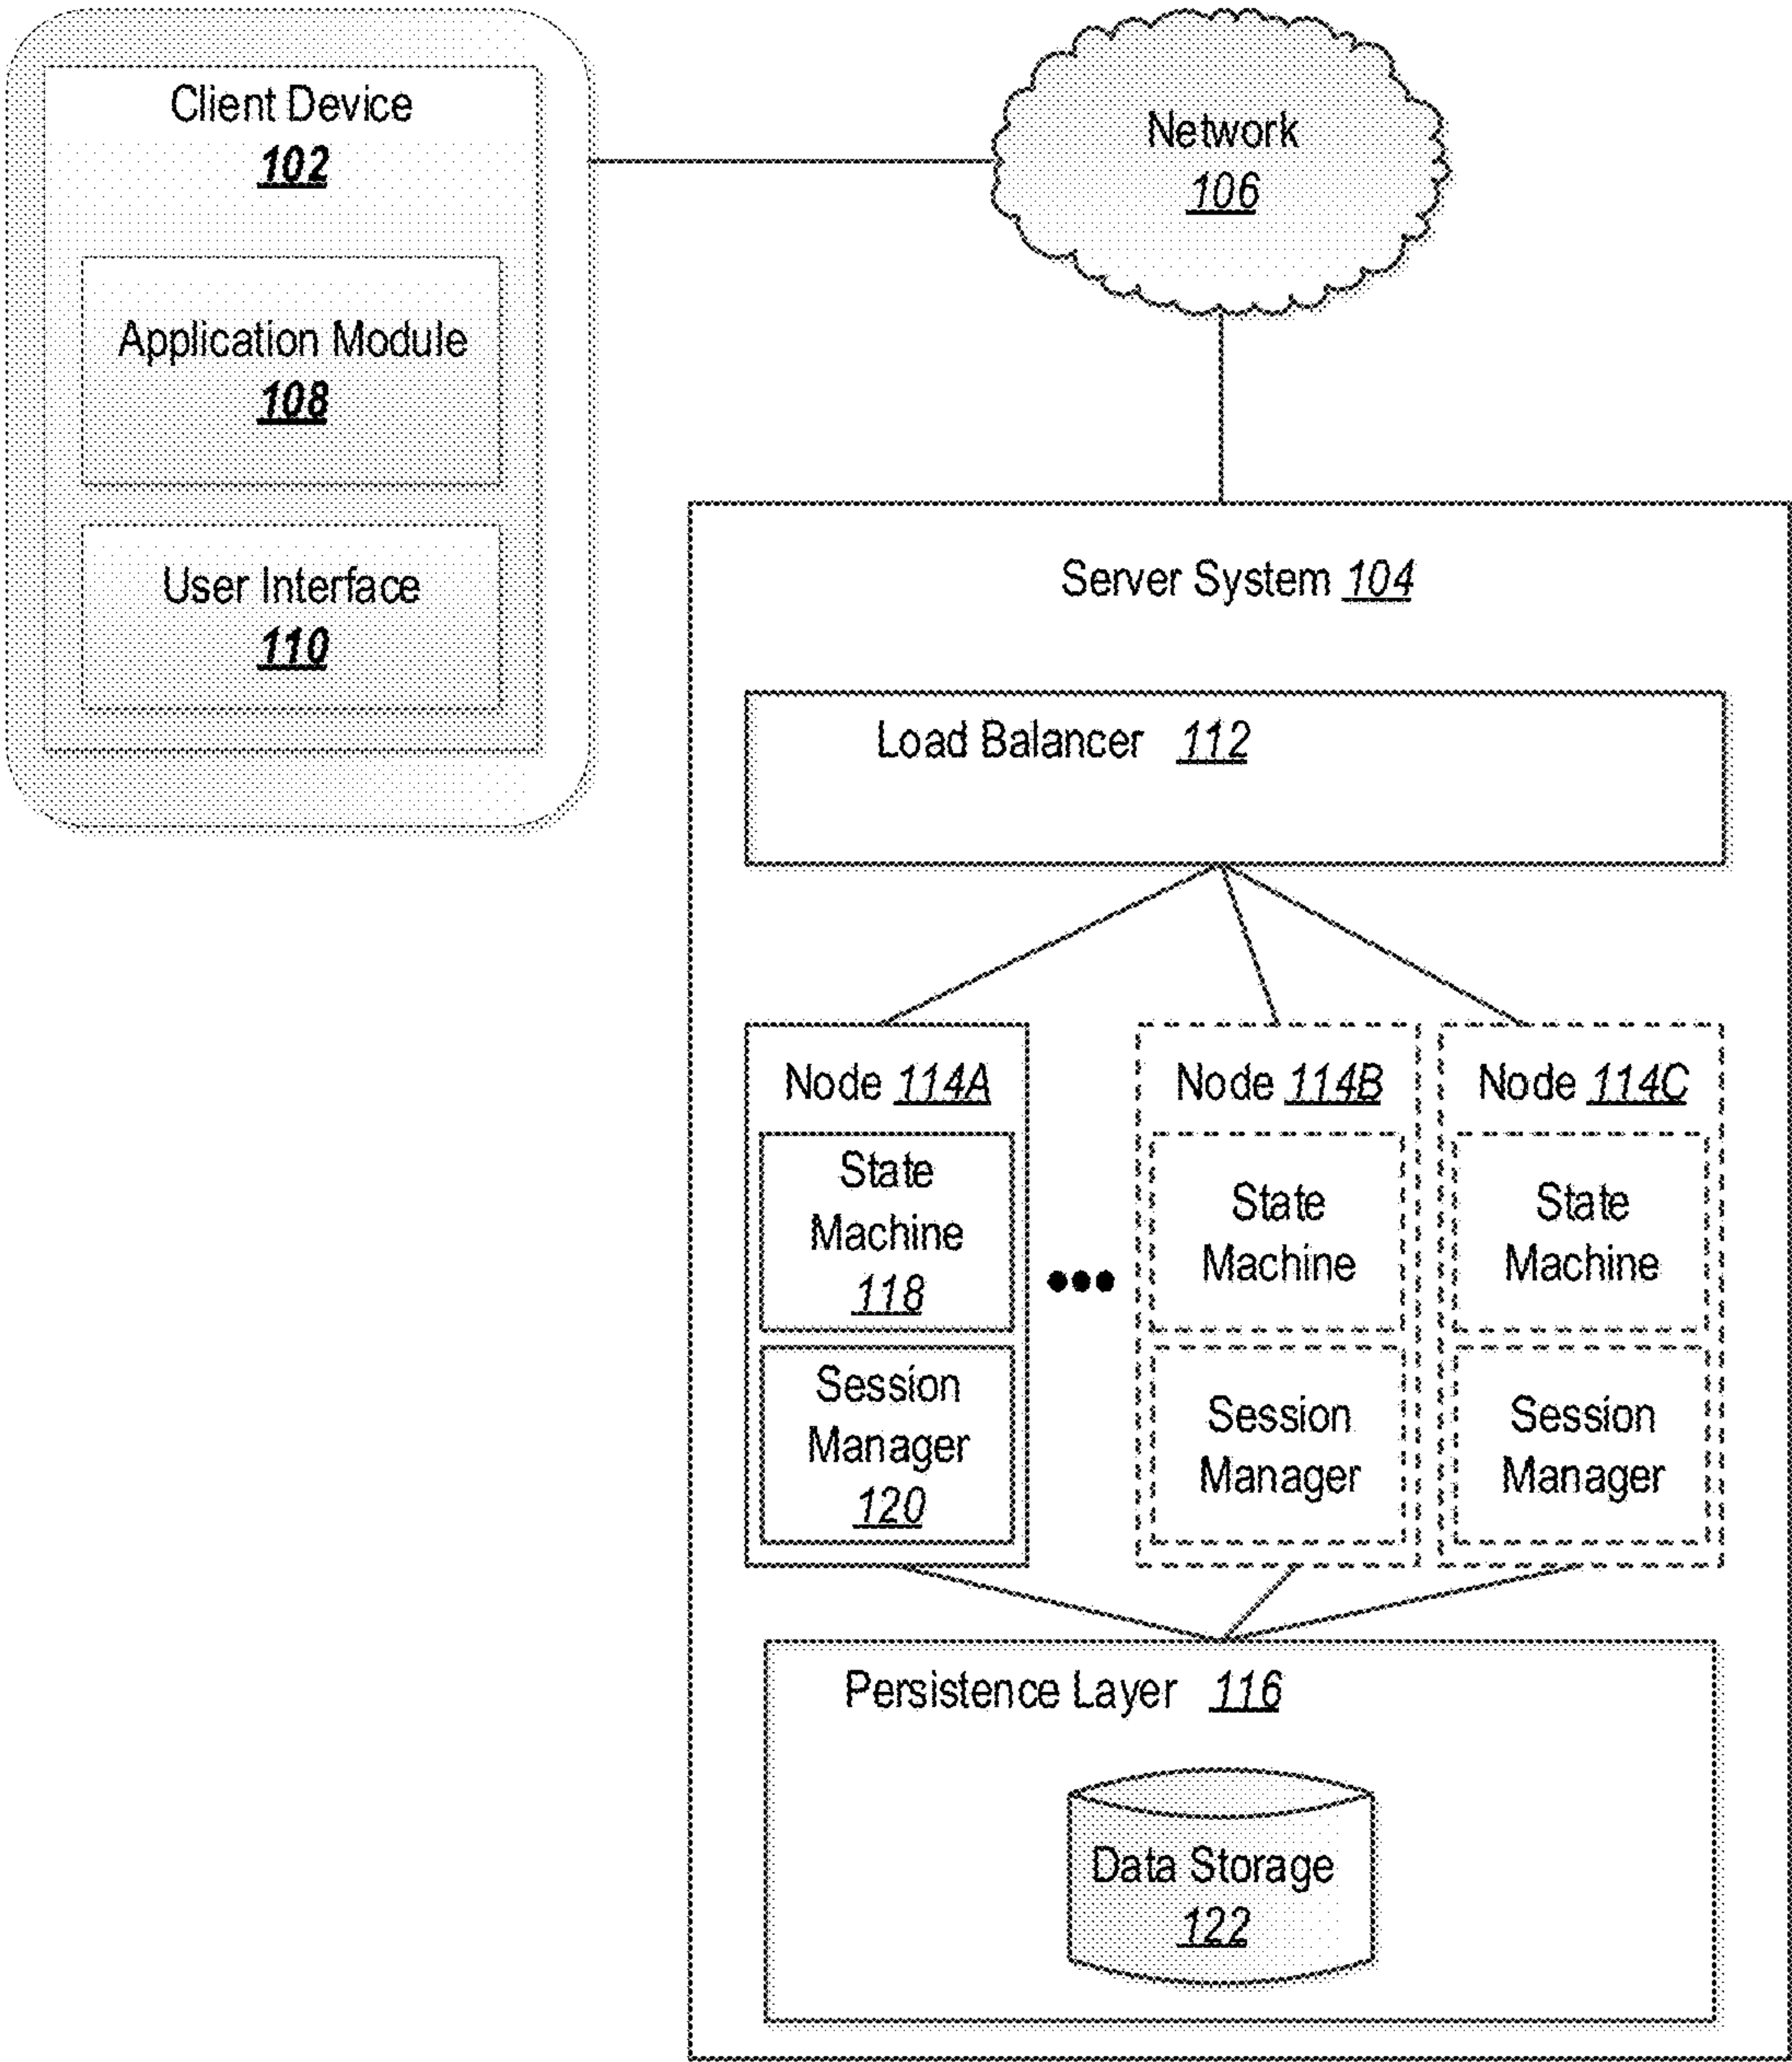 Client Device
102
Application Module
108
User Interface
110
Network
106
Server System 104
Load Balancer 112
Node 114A
State
Machine
118
Session
Manager
120
Node 114B
State
Machine
Session
Manager
Node 114C
State
Machine
Session
Manager
Persistence Layer 116
Data Storage
122